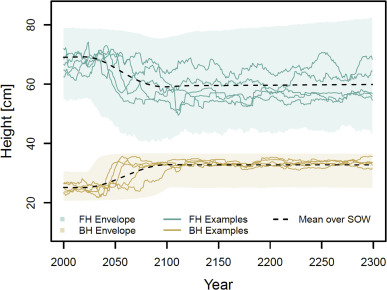 Height [cm]
80
60
40
20
FH Envelope
FH Examples
Mean over SOW
BH Envelope
BH Examples
2000
2050
2100
2150
2200
2250
2300
Year